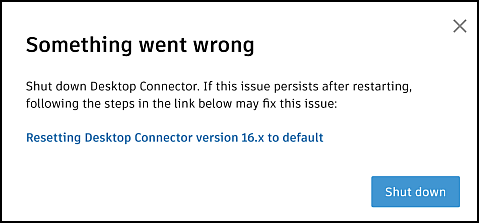 Something went wrong
Shut down Desktop Connector. If this issue persists after restarting,
following the steps in the link below may fix this issue:
Resetting Desktop Connector version 16.x to default
Shut down